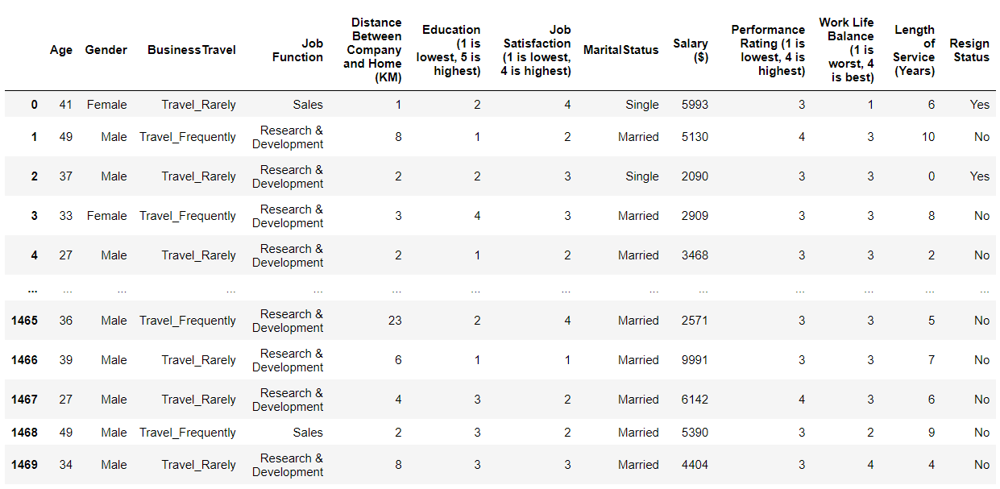 Age Gender BusinessTravel Job Function Distance Between Company and Home (KM) Education (1 is lowest, 5 is highest) Job Satisfaction (1 is lowest, 4 is highest) MaritalStatus Salary ($) Performance Rating (1 is lowest, 4 is highest) Work Life Balance (1 is worst, 4 is best) Length of Service (Years) Resign Status
0 41 Female Travel_Rarely Sales 1 2 4 Single 5993 3 1 6 Yes
1 49 Male Travel_Frequently Research & Development 8 1 2 Married 5130 4 3 10 No
2 37 Male Travel_Rarely Research & Development 2 2 3 Single 2090 3 3 0 Yes
3 33 Female Travel_Frequently Research & Development 3 4 3 Married 2909 3 3 8 No
4 27 Male Travel_Rarely Research & Development 2 1 2 Married 3468 3 3 2 No
... ... ... ... ... ... ... ... ... ... ... ... ... ...
1465 36 Male Travel_Frequently Research & Development 23 2 4 Married 2571 3 3 5 No
1466 39 Male Travel_Rarely Research & Development 6 1 1 Married 9991 3 3 7 No
1467 27 Male Travel_Rarely Research & Development 4 3 2 Married 6142 4 3 6 No
1468 49 Male Travel_Frequently Sales 2 3 2 Married 5390 3 2 9 No
1469 34 Male Travel_Rarely Research & Development 8 3 3 Married 4404 3 4 4 No